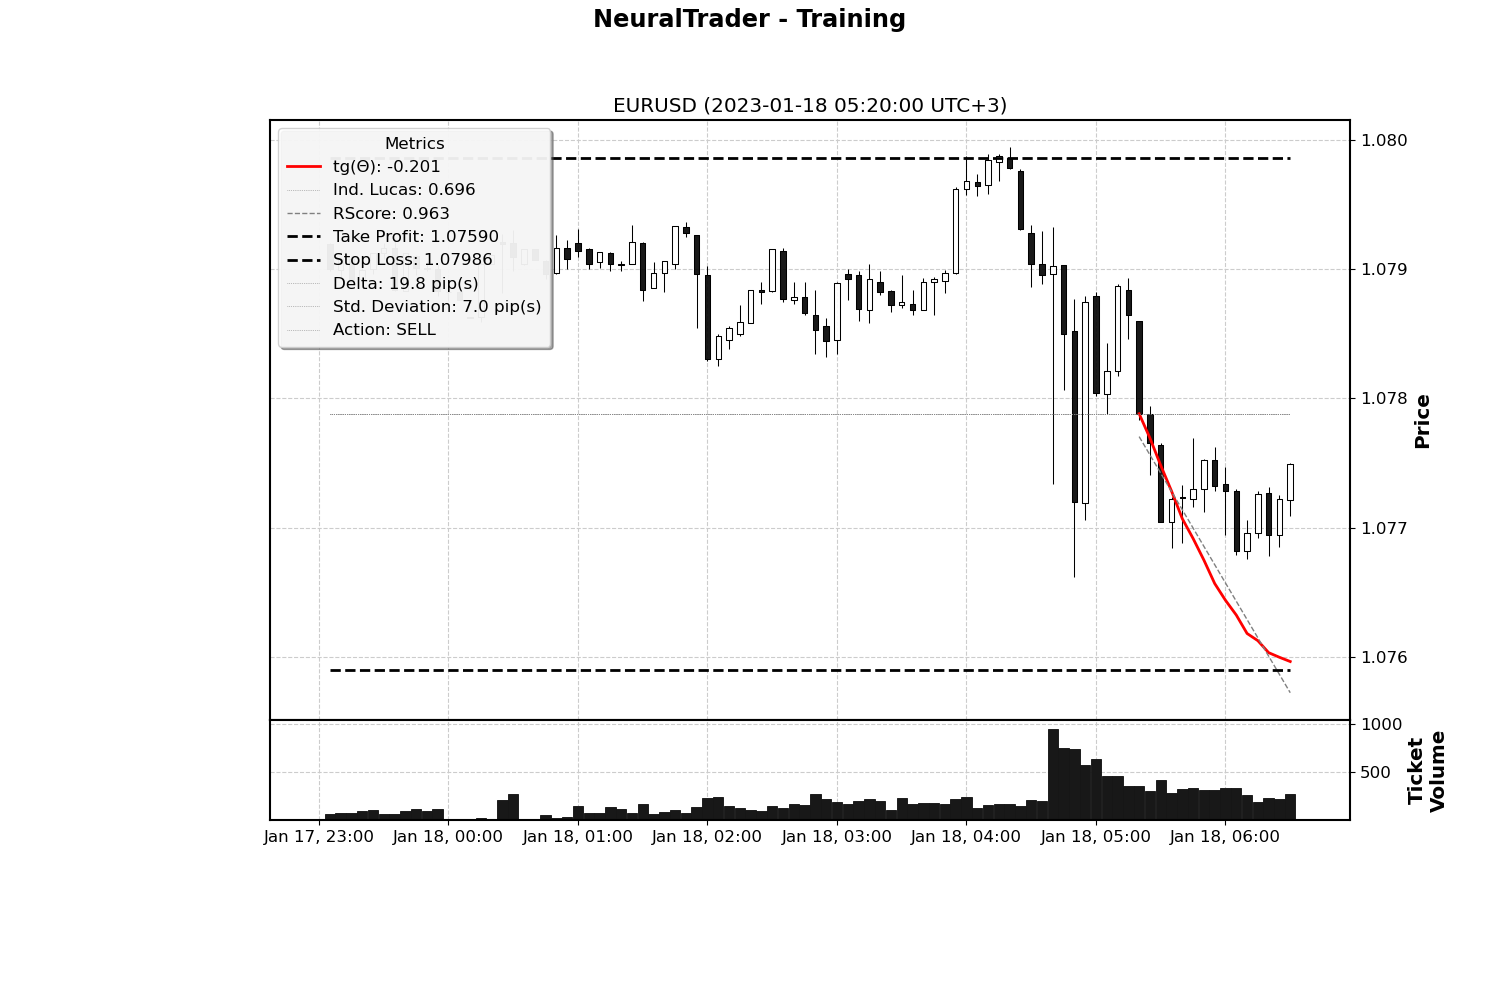 NeuralTrader - Training
EURUSD (2023-01-18 05:20:00 UTC+3)
Metrics
tg(Θ): -0.201
Ind. Lucas: 0.696
RScore: 0.963
Take Profit: 1.07590
Stop Loss: 1.07986
Delta: 19.8 pip(s)
Std. Deviation: 7.0 pip(s)
Action: SELL
1.080
1.079
1.078
1.077
1.076
Price
1000
500
Ticket
Volume
Jan 17, 23:00
Jan 18, 00:00
Jan 18, 01:00
Jan 18, 02:00
Jan 18, 03:00
Jan 18, 04:00
Jan 18, 05:00
Jan 18, 06:00